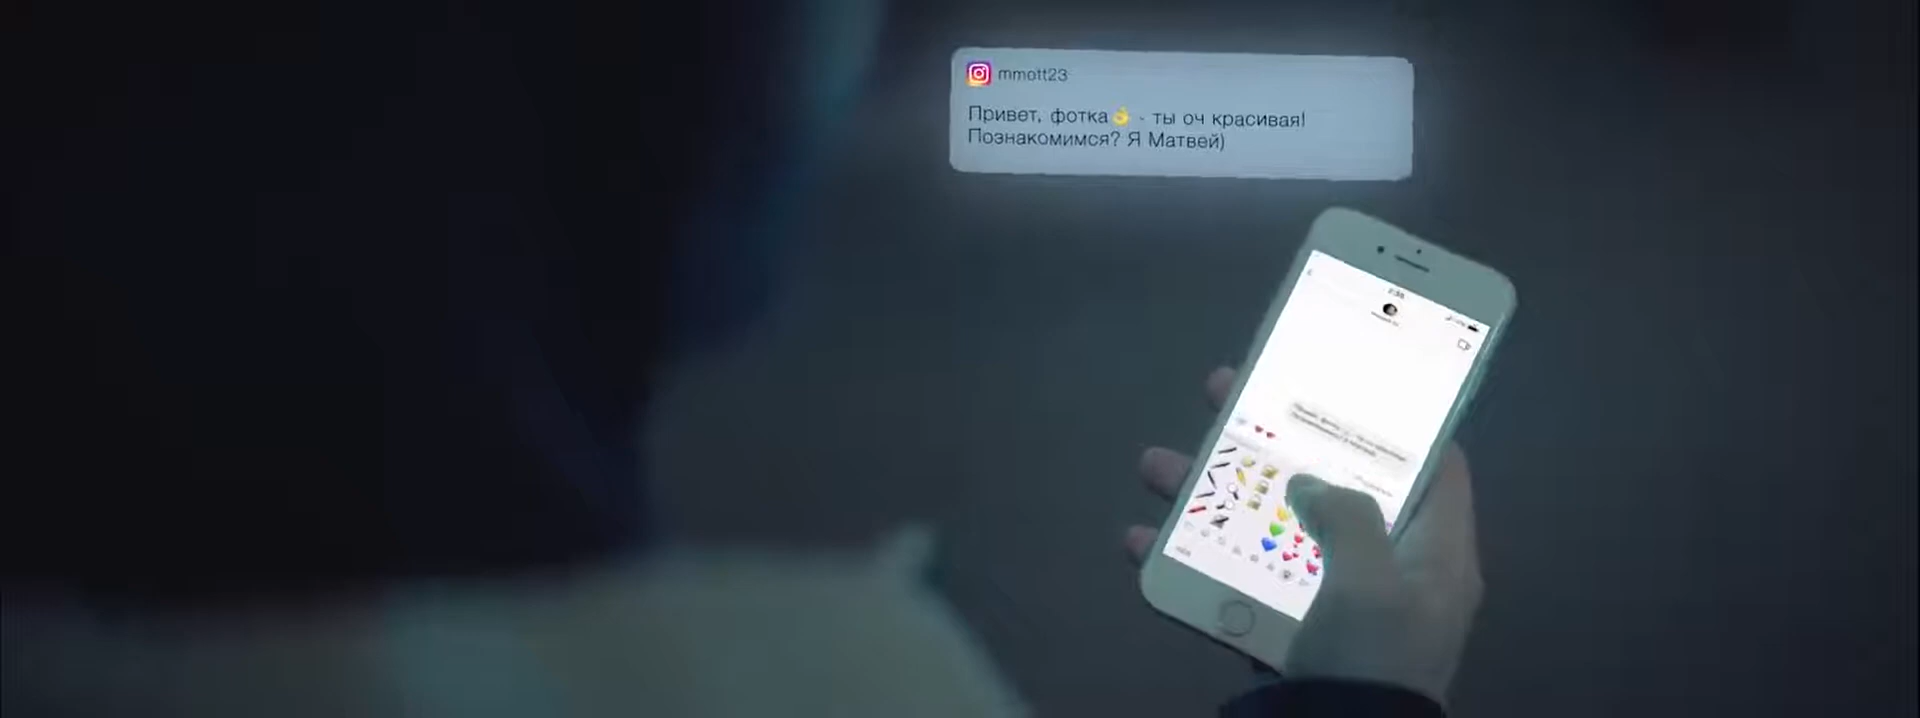 mmott23
Привет, фотка👌 - ты оч красивая!
Познакомимся? Я Матвей)